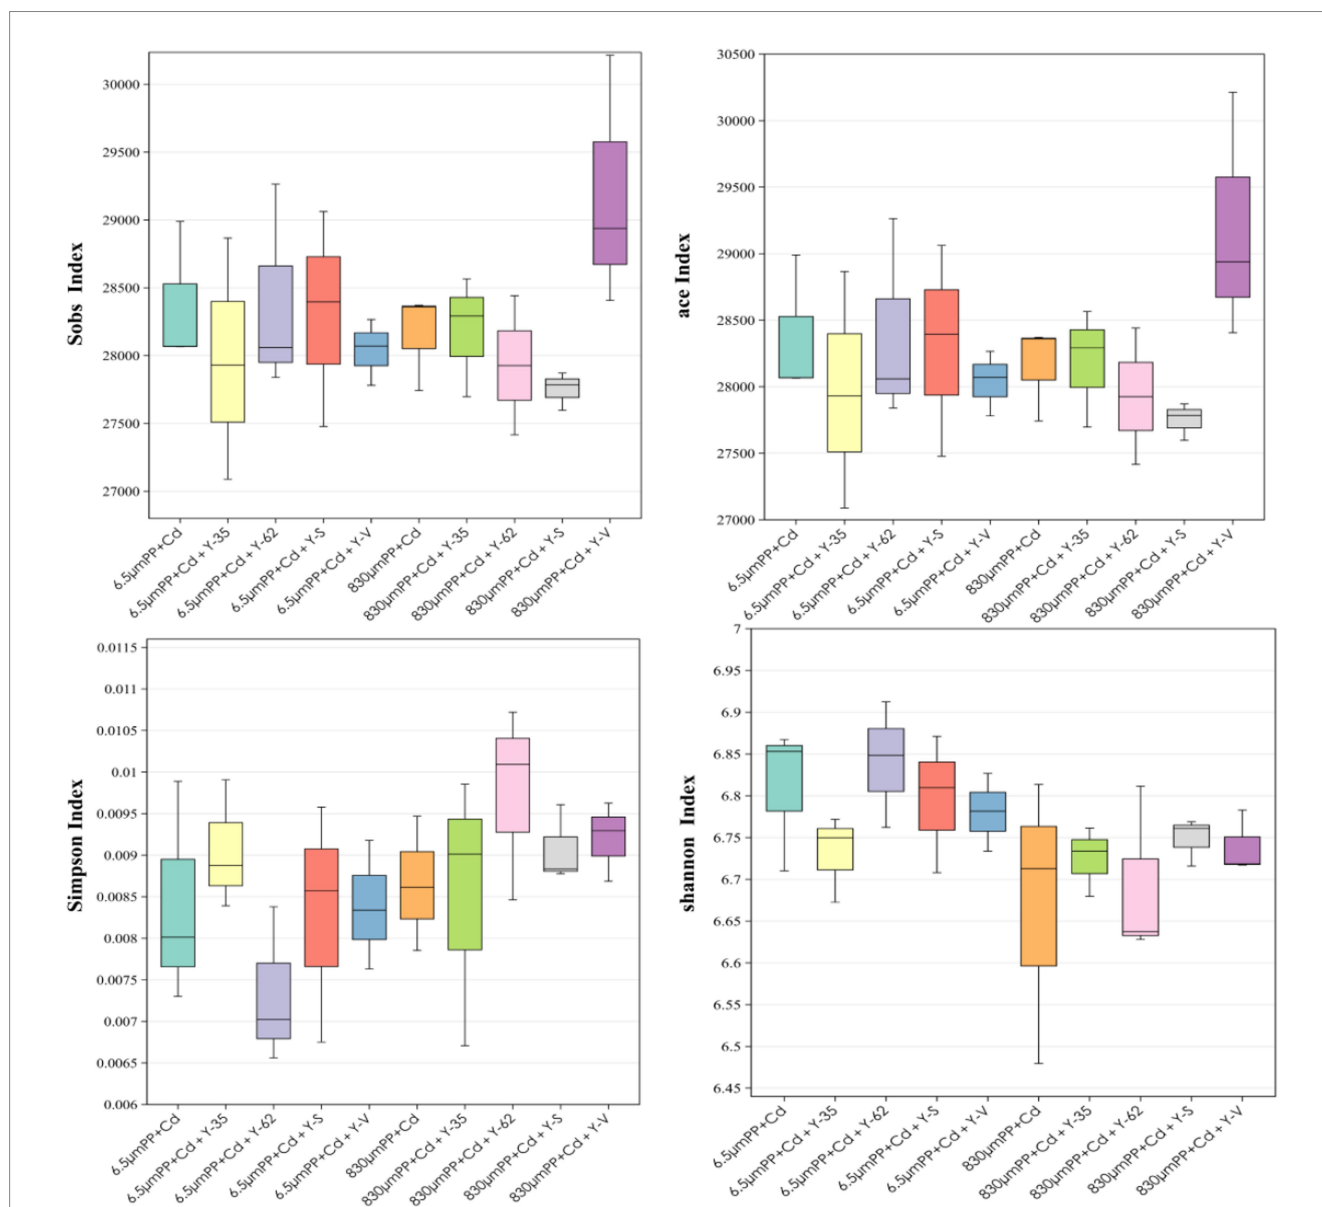 30000
29500
29000
28500
28000
27500
27000
Sobs Index
6.5μmPP+Cd
6.5μmPP+Cd + Y-35
6.5μmPP+Cd + Y-62
6.5μmPP+Cd + Y-S
6.5μmPP+Cd + Y-V
830μmPP+Cd
830μmPP+Cd + Y-35
830μmPP+Cd + Y-62
830μmPP+Cd + Y-S
830μmPP+Cd + Y-V
30500
30000
29500
29000
28500
28000
27500
27000
ace Index
6.5μmPP+Cd
6.5μmPP+Cd + Y-35
6.5μmPP+Cd + Y-62
6.5μmPP+Cd + Y-S
6.5μmPP+Cd + Y-V
830μmPP+Cd
830μmPP+Cd + Y-35
830μmPP+Cd + Y-62
830μmPP+Cd + Y-S
830μmPP+Cd + Y-V
0.0115
0.011
0.0105
0.01
0.0095
0.009
0.0085
0.008
0.0075
0.007
0.0065
0.006
Simpson Index
6.5μmPP+Cd
6.5μmPP+Cd + Y-35
6.5μmPP+Cd + Y-62
6.5μmPP+Cd + Y-S
6.5μmPP+Cd + Y-V
830μmPP+Cd
830μmPP+Cd + Y-35
830μmPP+Cd + Y-62
830μmPP+Cd + Y-S
830μmPP+Cd + Y-V
7
6.95
6.9
6.85
6.8
6.75
6.7
6.65
6.6
6.55
6.5
6.45
shannon Index
6.5μmPP+Cd
6.5μmPP+Cd + Y-35
6.5μmPP+Cd + Y-62
6.5μmPP+Cd + Y-S
6.5μmPP+Cd + Y-V
830μmPP+Cd
830μmPP+Cd + Y-35
830μmPP+Cd + Y-62
830μmPP+Cd + Y-S
830μmPP+Cd + Y-V